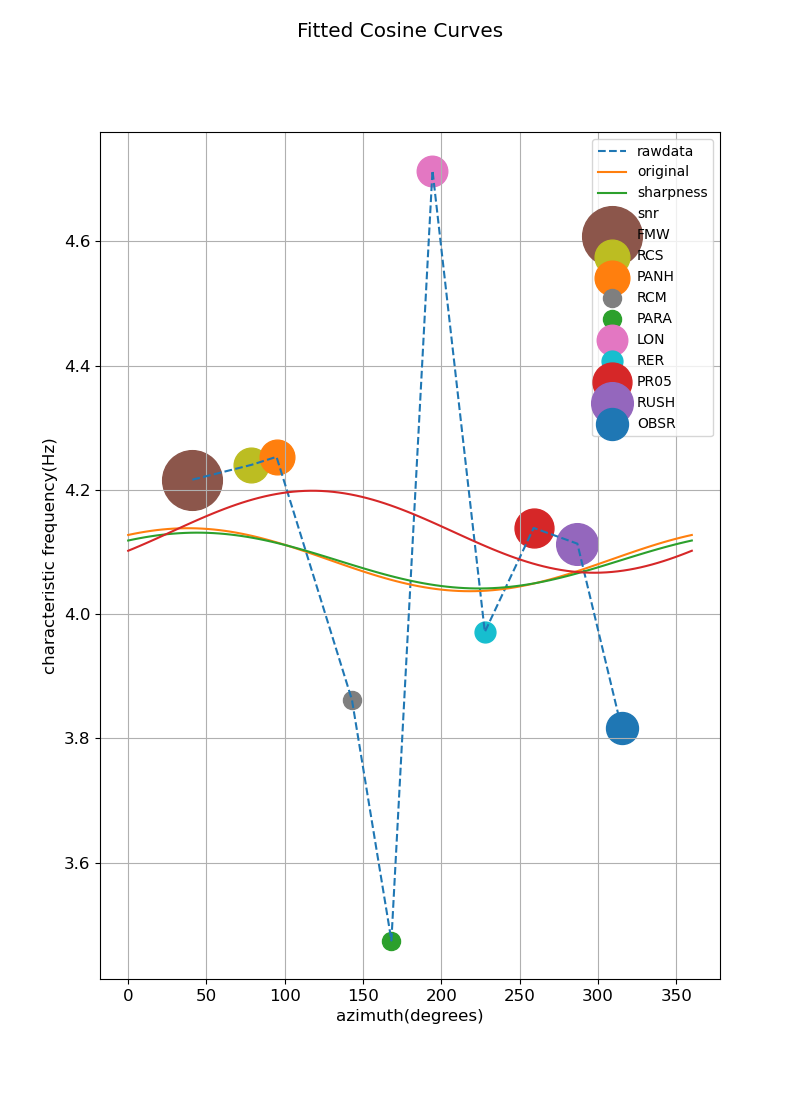 Fitted Cosine Curves
rawdata
original
sharpness
snr
FMW
RCS
PANH
RCM
PARA
LON
RER
PR05
RUSH
OBSR
characteristic frequency(Hz)
4.6
4.4
4.2
4.0
3.8
3.6
0 50 100 150 200 250 300 350
azimuth(degrees)